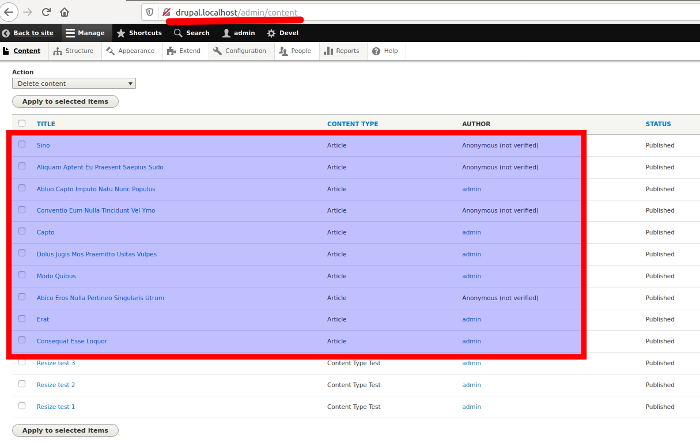 drupal.localhost/admin/content
Back to site Manage Shortcuts Search admin Devel
Content Structure Appearance Extend Configuration People Reports Help
Action
Delete content
Apply to selected items
TITLE CONTENT TYPE AUTHOR STATUS
Sino Article Anonymous (not verified) Published
Aliquam Aptent Eu Praesent Saepius Sudo Article Anonymous (not verified) Published
Abluo Capto Imputo Natu Nunc Populus Article admin Published
Conventio Eum Nulla Tincidunt Vel Ymo Article Anonymous (not verified) Published
Capto Article admin Published
Dolus Jugis Mos Praemitto Usitas Vulpes Article admin Published
Modo Quibus Article admin Published
Abico Eros Nulla Pertineo Singularis Utrum Article Anonymous (not verified) Published
Erat Article admin Published
Consequat Esse Loquor Article admin Published
Resize test 3 Content Type Test admin Published
Resize test 2 Content Type Test admin Published
Resize test 1 Content Type Test admin Published
Apply to selected items